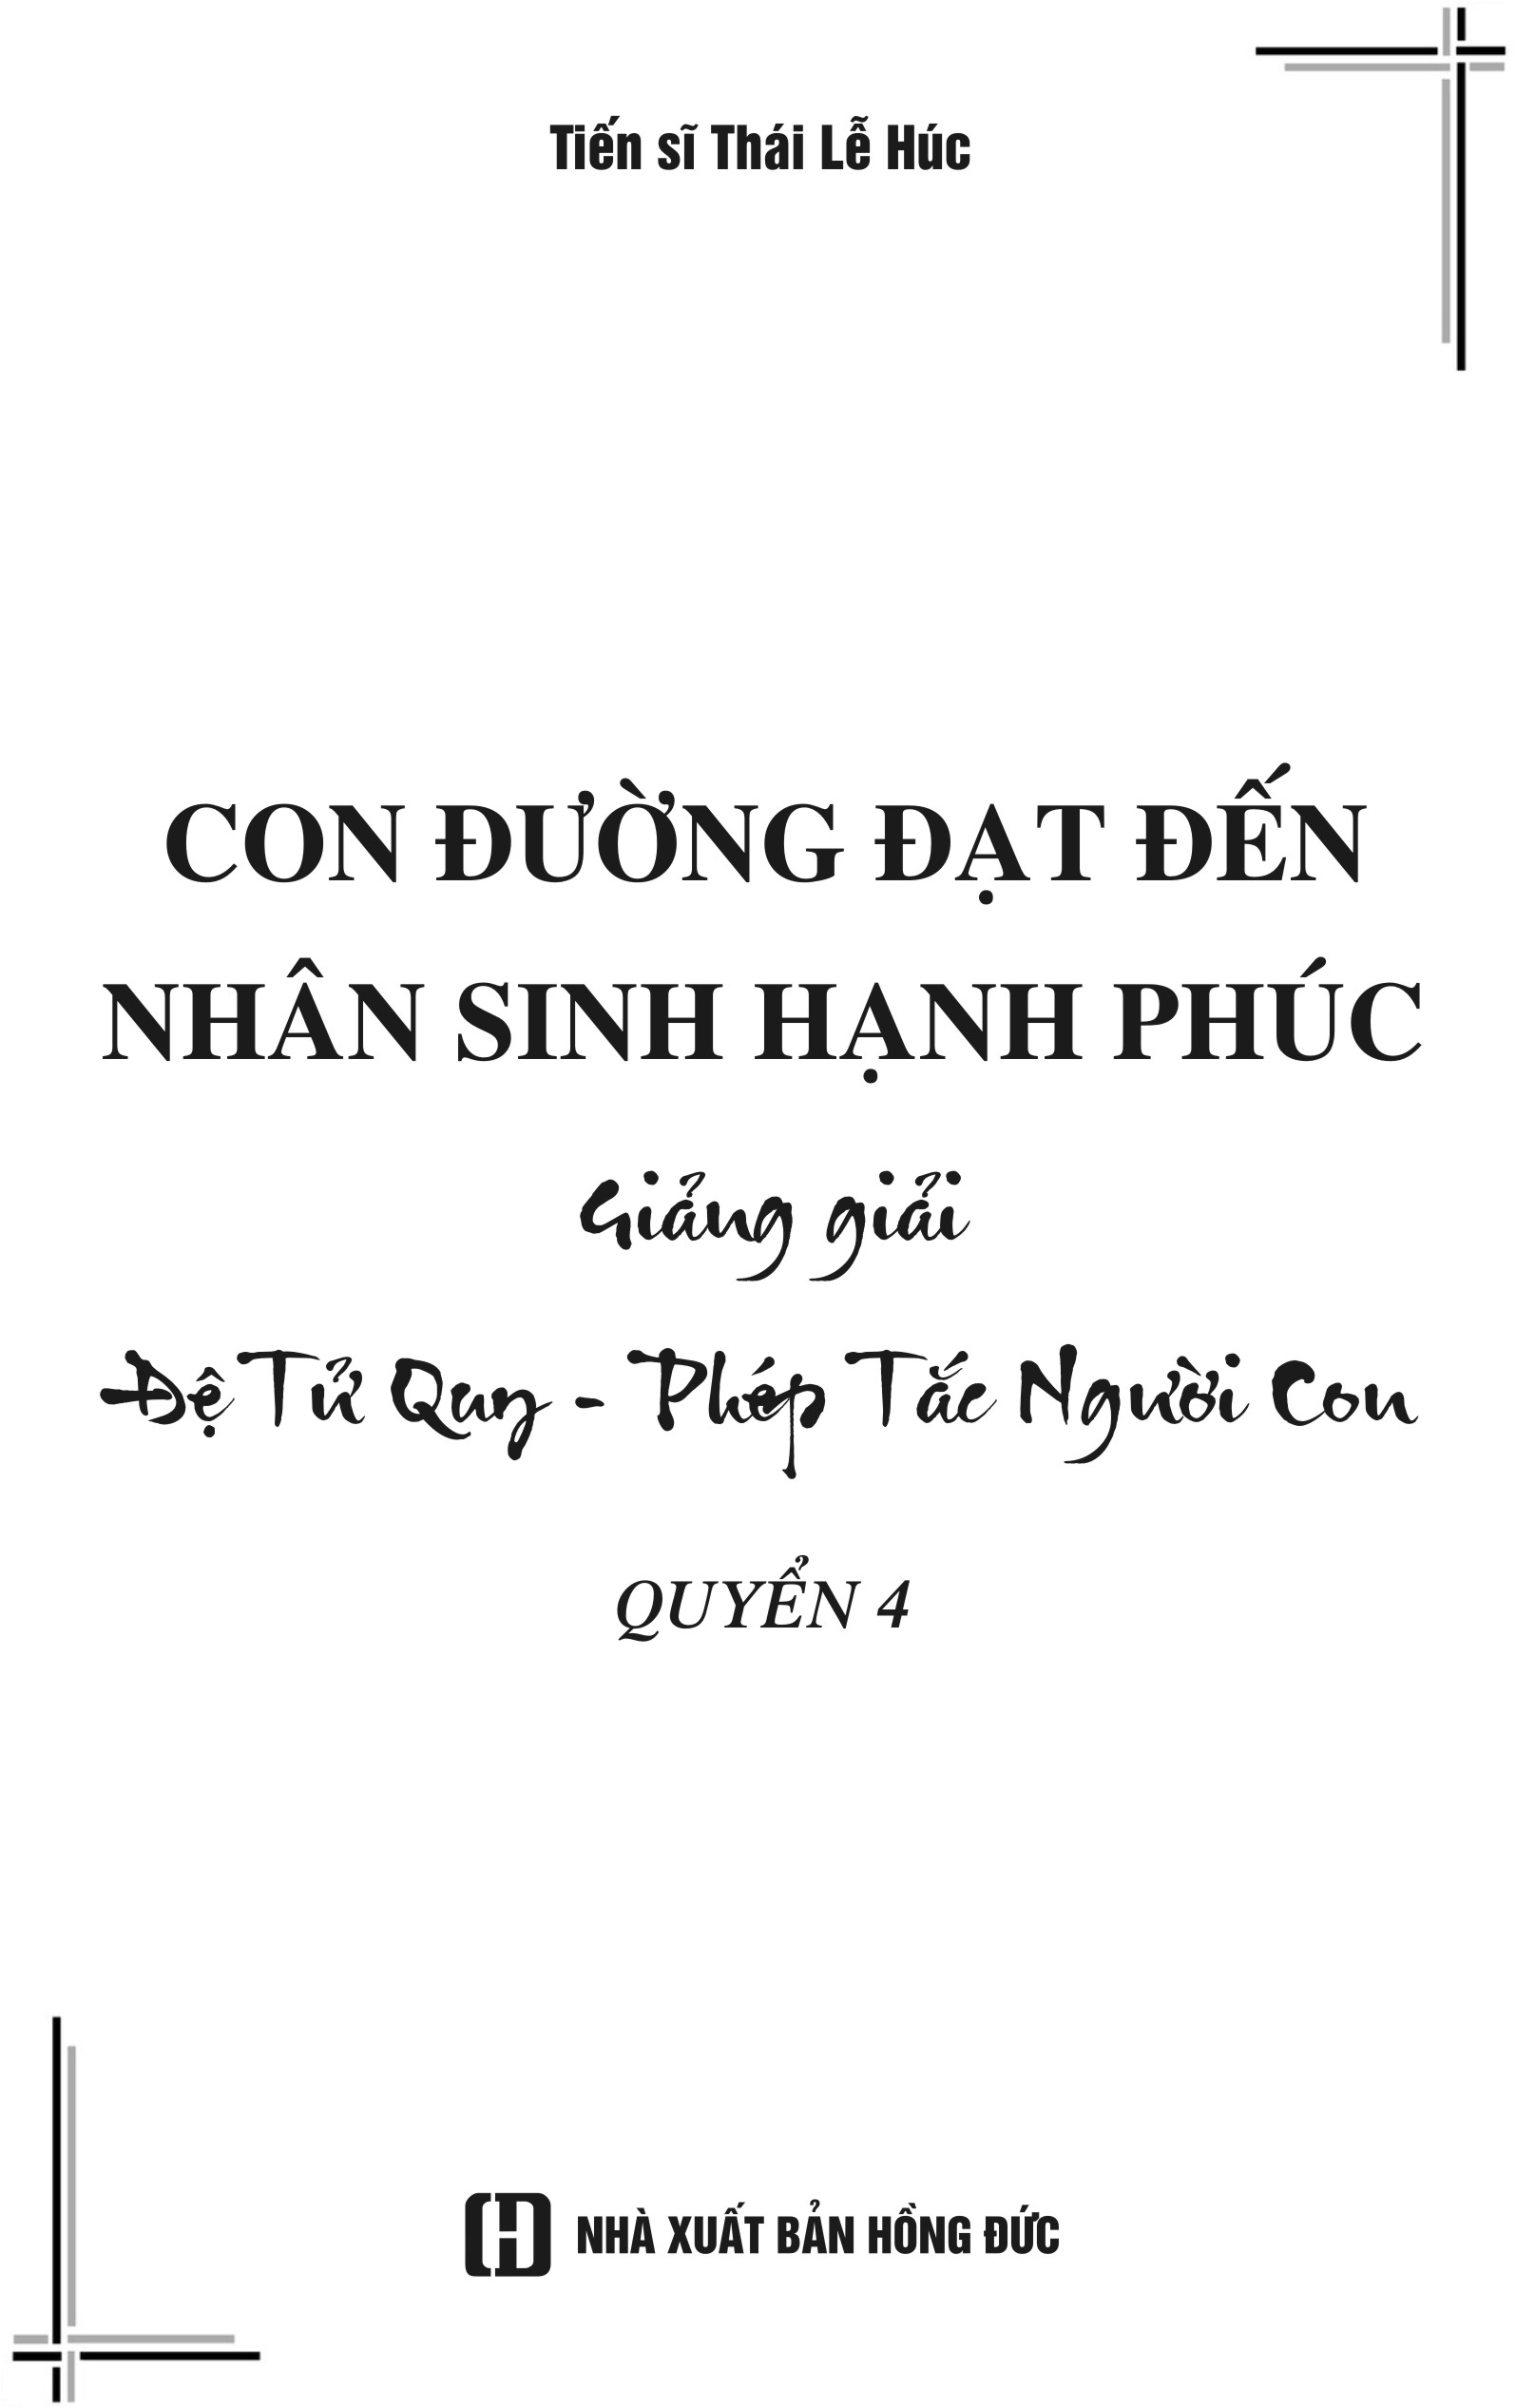 Tiến sĩ Thái Lễ Húc
CON ĐƯỜNG ĐẠT ĐẾN
NHÂN SINH HẠNH PHÚC
Giảng giải
Đệ Tử Quy - Phép Tắc Người Con
QUYỂN 4
NHÀ XUẤT BẢN HỒNG ĐỨC